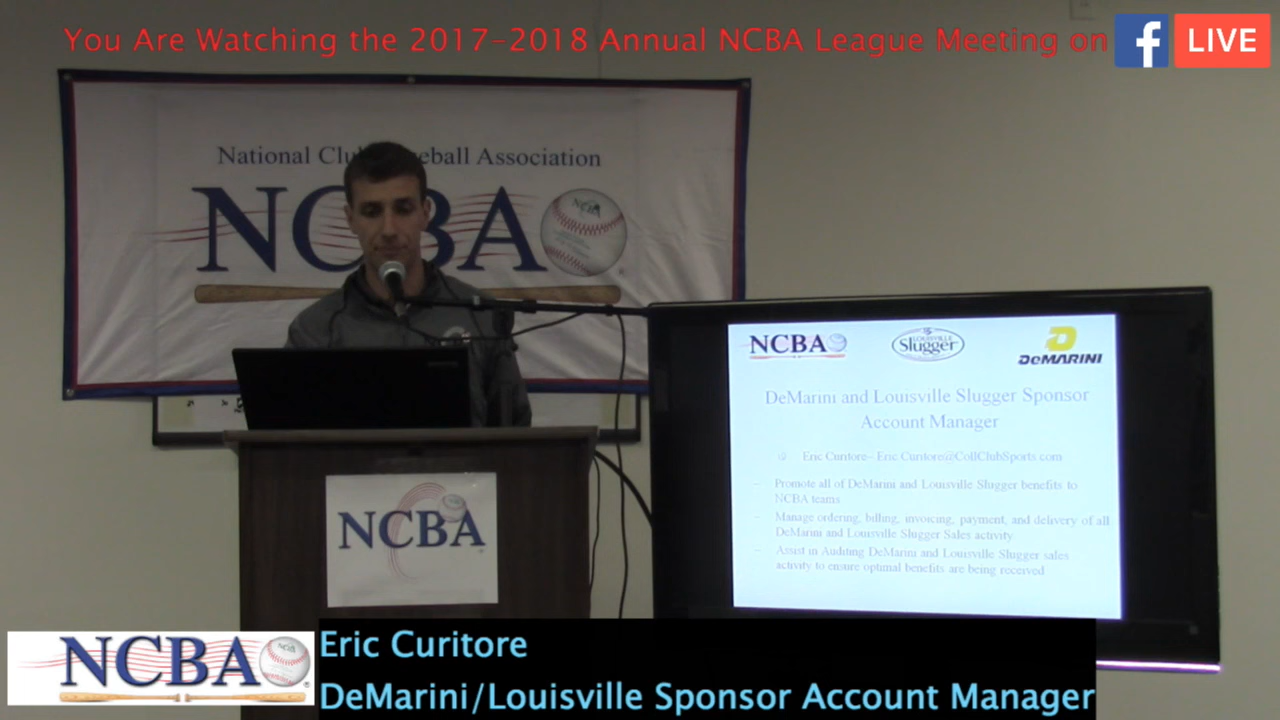 You Are Watching the 2017-2018 Annual NCBA League Meeting on f LIVE
National Clu eball Association
NCBA
NCBA
LOUISVILLE
Slugger
DeMARINI
DeMarini and Louisville Slugger Sponsor
Account Manager
Eric Curitore– Eric.Curitore@CollClubSports.com
– Promote all of DeMarini and Louisville Slugger benefits to
NCBA teams
– Manage ordering, billing, invoicing, payment, and delivery of all
DeMarini and Louisville Slugger Sales activity
– Assist in Auditing DeMarini and Louisville Slugger sales
activity to ensure optimal benefits are being received
NCBA
NCBA
Eric Curitore
DeMarini/Louisville Sponsor Account Manager